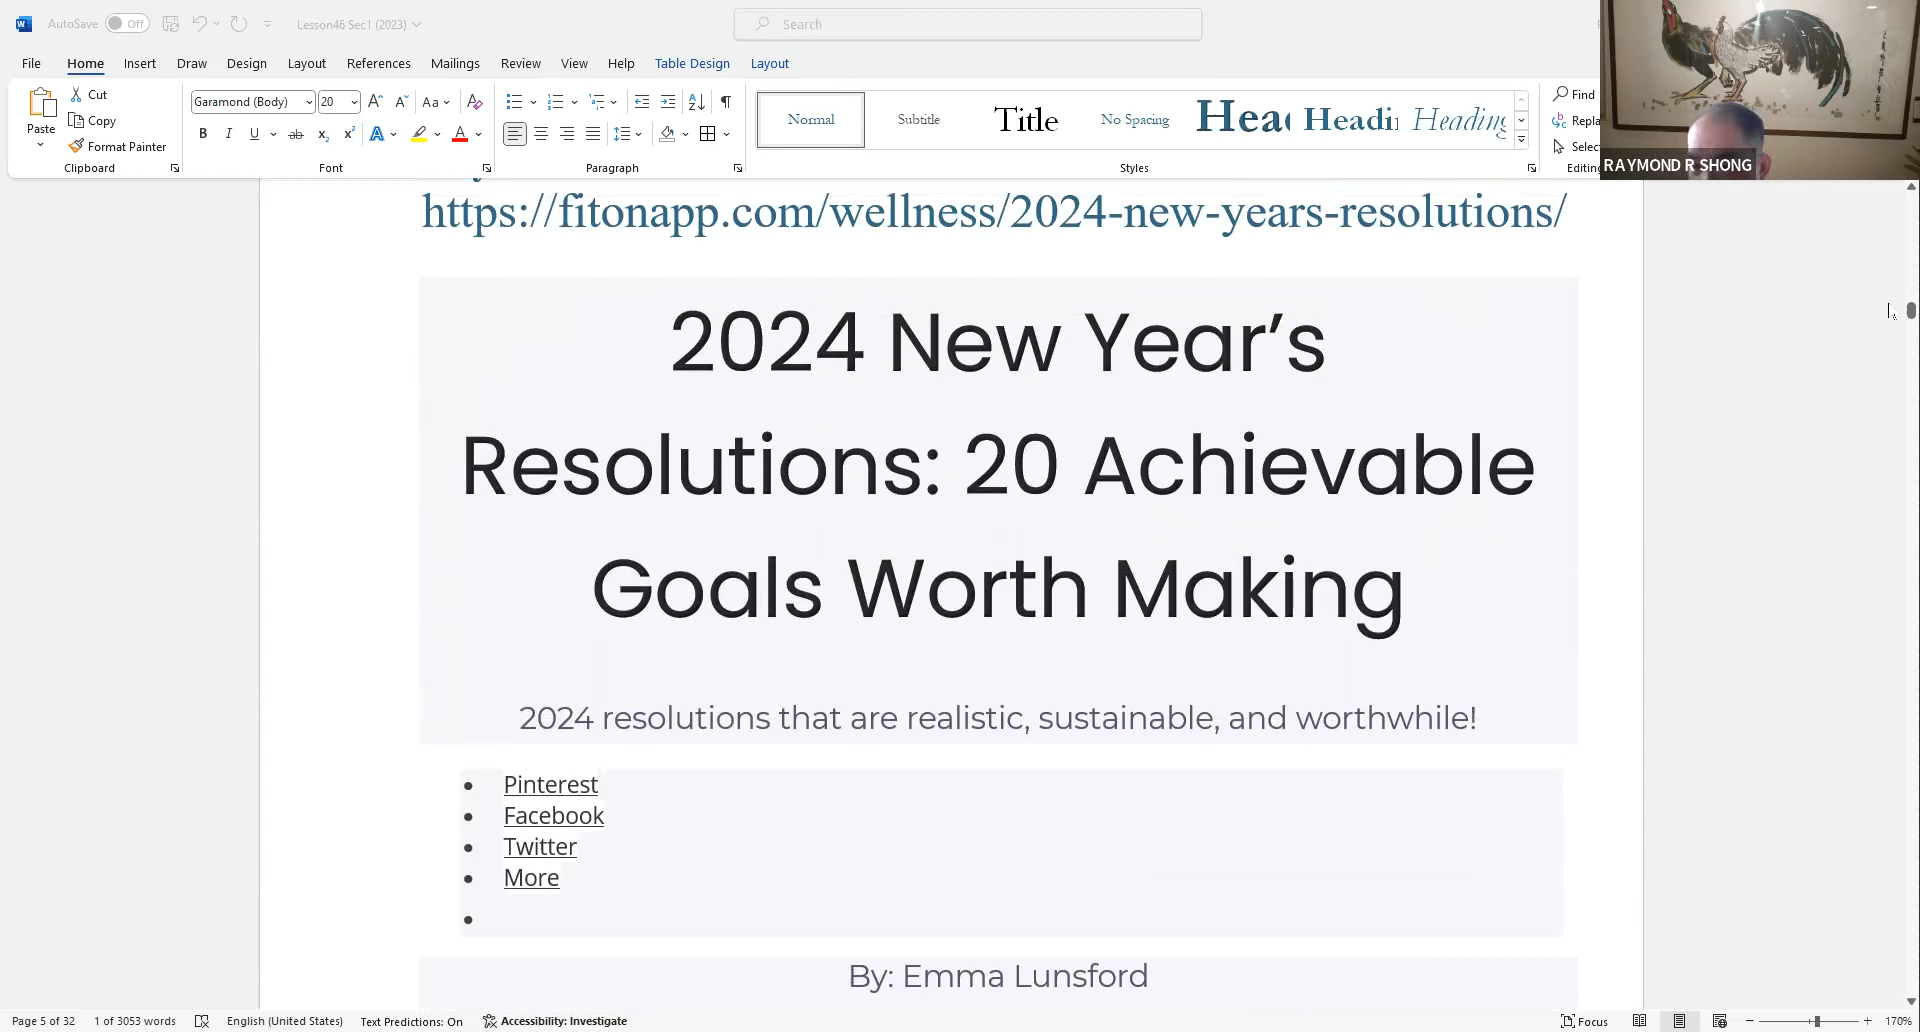 AutoSave Off Lesson46 Sec1 (2023) Search
File Home Insert Draw Design Layout References Mailings Review View Help Table Design Layout
Paste Cut Copy Format Painter
Garamond (Body) 20 Aa
Normal Subtitle Title No Spacing Heading
Find
Clipboard Font Paragraph Styles Editing
RAYMOND R SHONG
https://fitonapp.com/wellness/2024-new-years-resolutions/
2024 New Year’s
Resolutions: 20 Achievable
Goals Worth Making
2024 resolutions that are realistic, sustainable, and worthwhile!
Pinterest
Facebook
Twitter
More
By: Emma Lunsford
Page 5 of 32 1 of 3053 words English (United States) Text Predictions: On Accessibility: Investigate Focus 170%